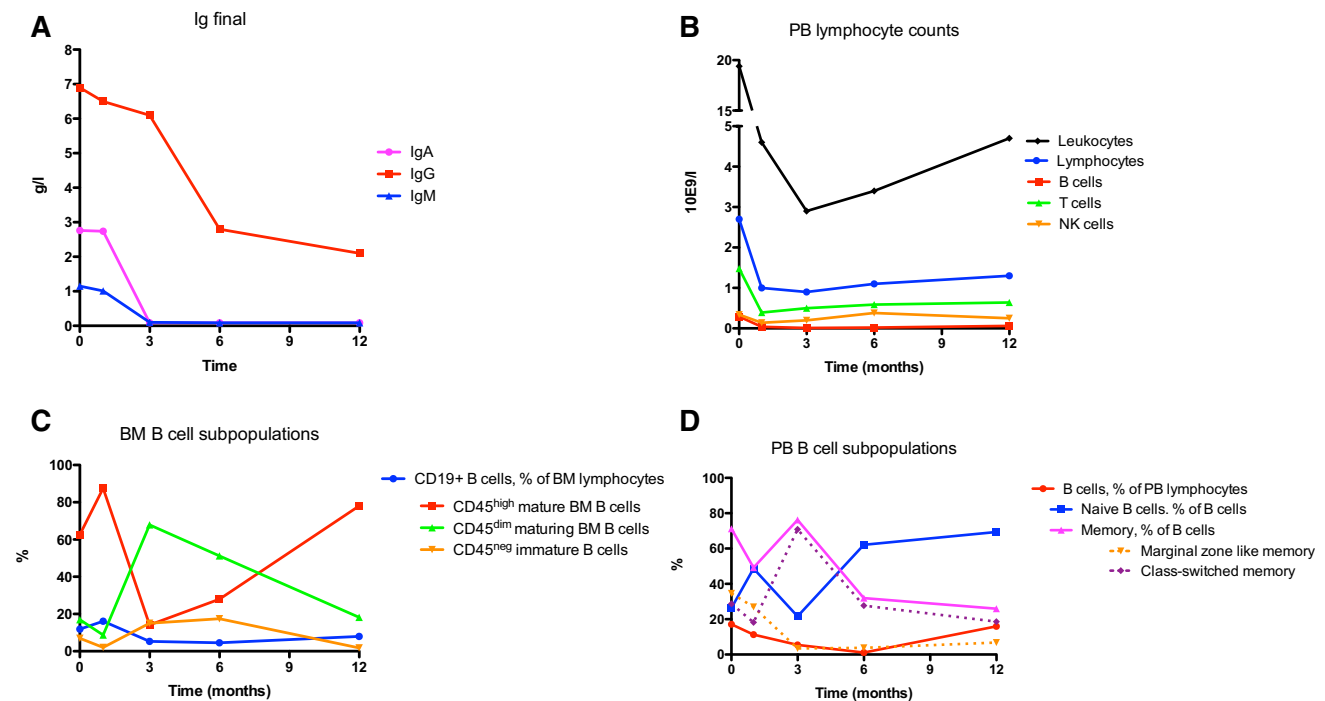 A
Ig final
8
7
6
5
4
3
2
1
0
g/l
0 3 6 9 12
Time
IgA
IgG
IgM
B
PB lymphocyte counts
20
15
5
4
3
2
1
0
10E9/l
0 3 6 9 12
Time (months)
Leukocytes
Lymphocytes
B cells
T cells
NK cells
C
BM B cell subpopulations
100
80
60
40
20
0
%
0 3 6 9 12
Time (months)
CD19+ B cells, % of BM lymphocytes
CD45high mature BM B cells
CD45dim maturing BM B cells
CD45neg immature B cells
D
PB B cell subpopulations
100
80
60
40
20
0
%
0 3 6 9 12
Time (months)
B cells, % of PB lymphocytes
Naive B cells. % of B cells
Memory, % of B cells
Marginal zone like memory
Class-switched memory